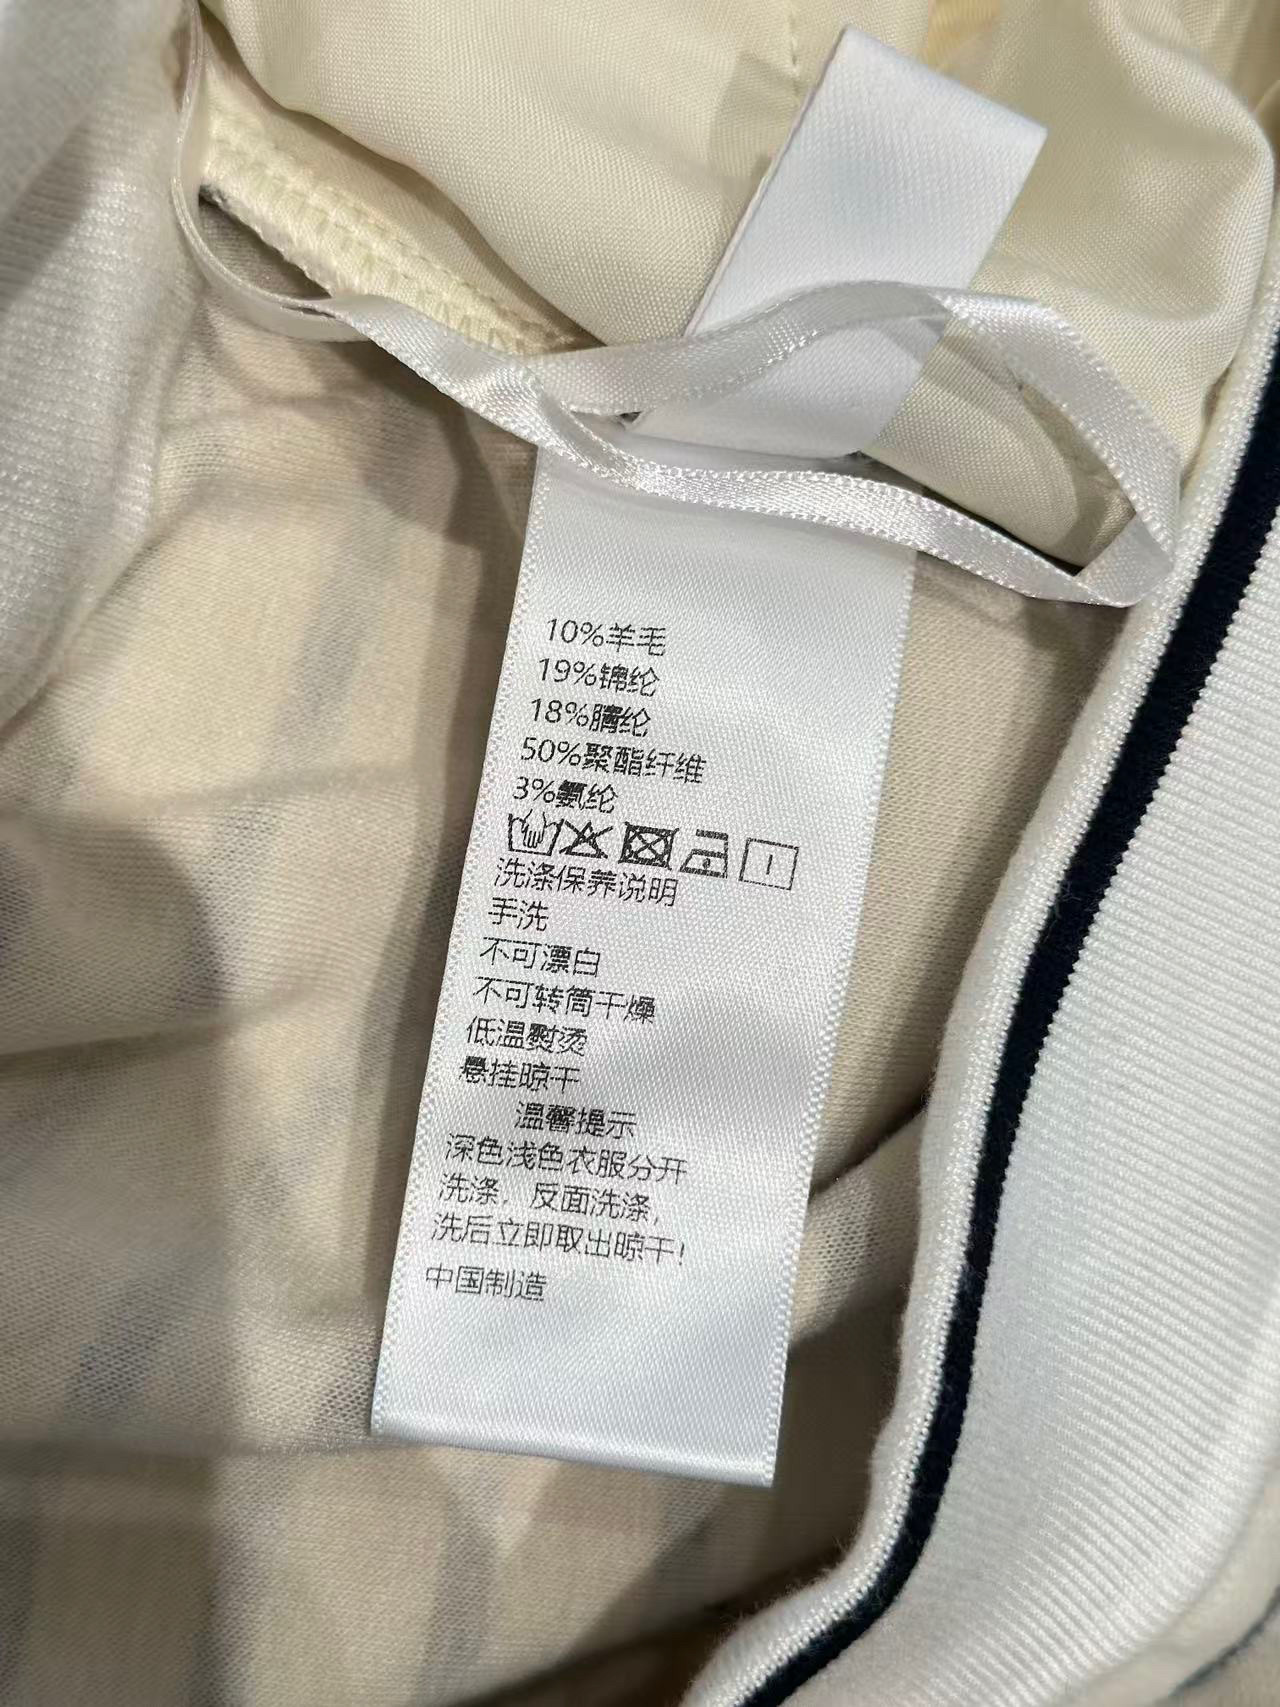 10%羊毛
19%锦纶
18%腈纶
50%聚酯纤维
3%氨纶
洗涤保养说明
手洗
不可漂白
不可转筒干燥
低温熨烫
悬挂晾干
温馨提示
深色浅色衣服分开
洗涤，反面洗涤，
洗后立即取出晾干!
中国制造